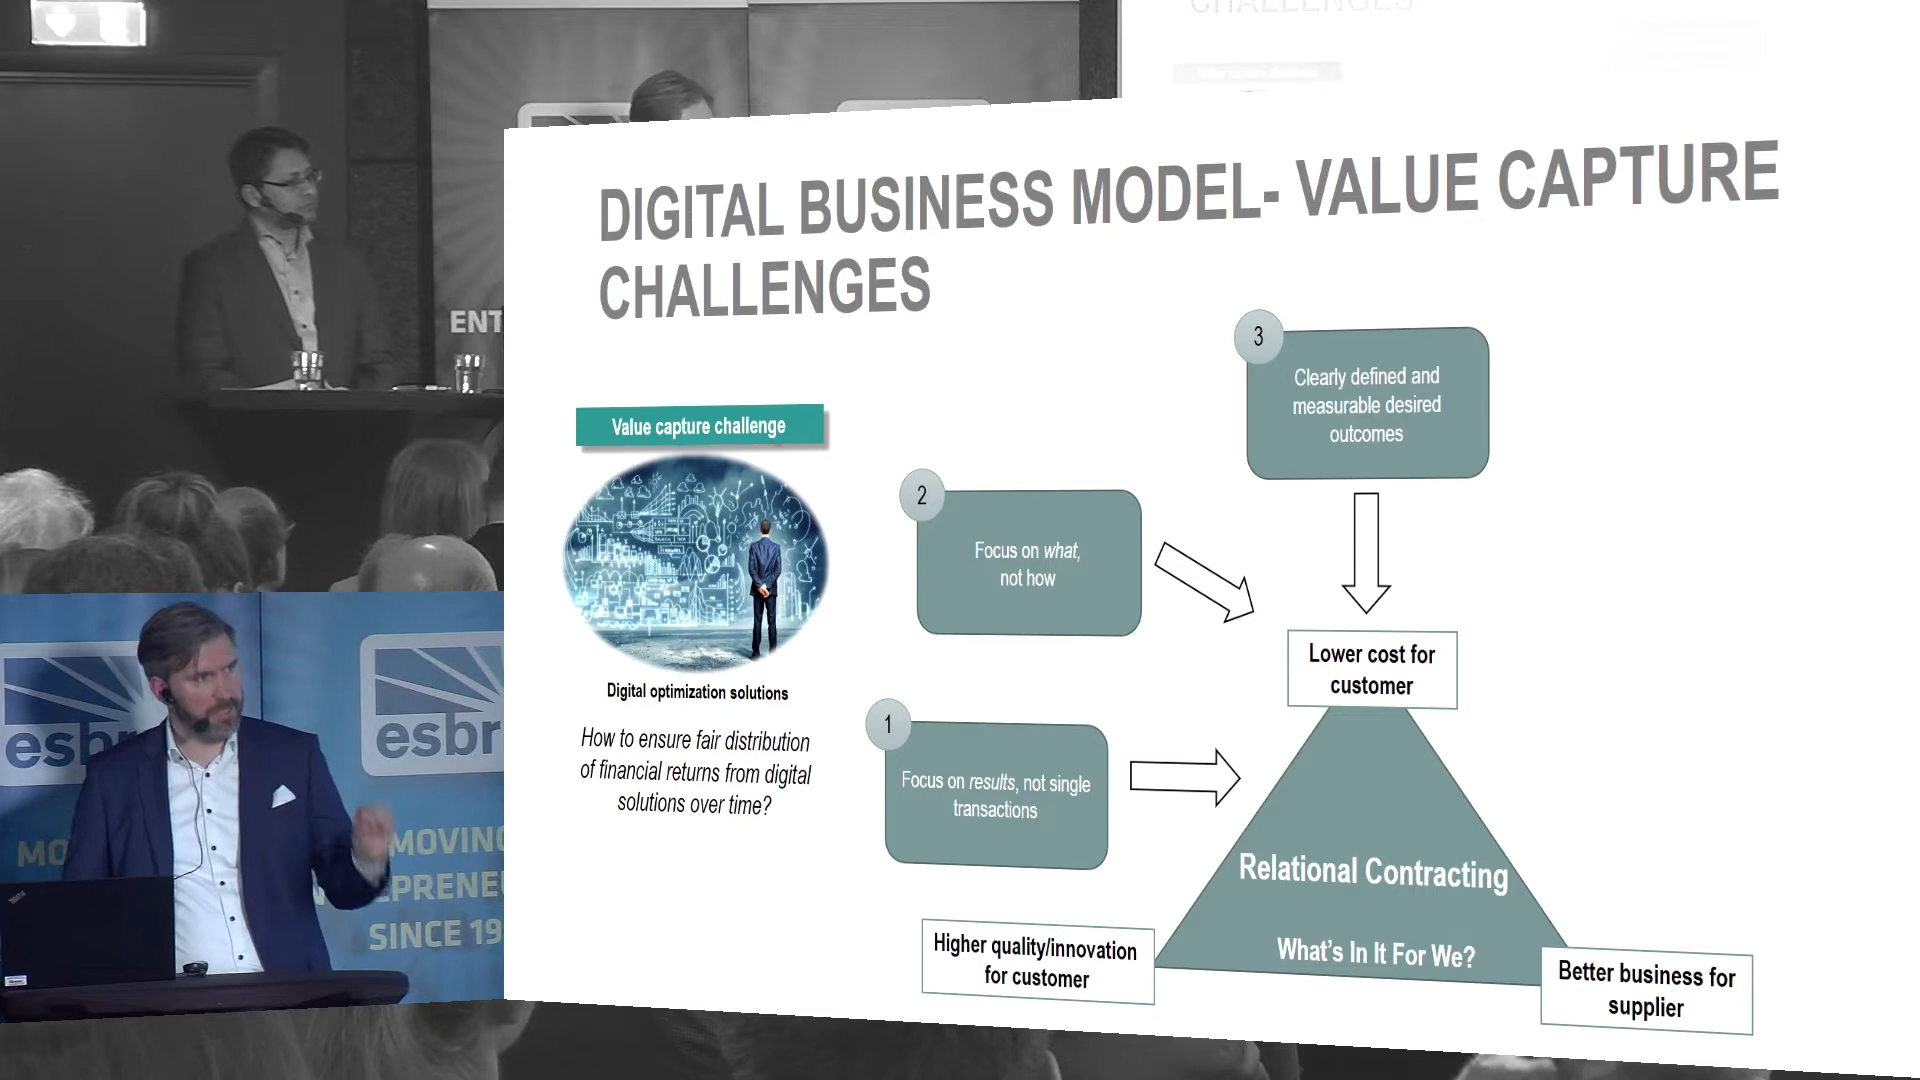 CHALLENGES
DIGITAL BUSINESS MODEL- VALUE CAPTURE
CHALLENGES
Value capture challenge
Digital optimization solutions
How to ensure fair distribution
of financial returns from digital
solutions over time?
3
Clearly defined and
measurable desired
outcomes
2
Focus on what,
not how
1
Focus on results, not single
transactions
Lower cost for
customer
Relational Contracting
What's In It For We?
Higher quality/innovation
for customer
Better business for
supplier
ENT
esbr
esbr
MO
MOVING
EPRENE
SINCE 19